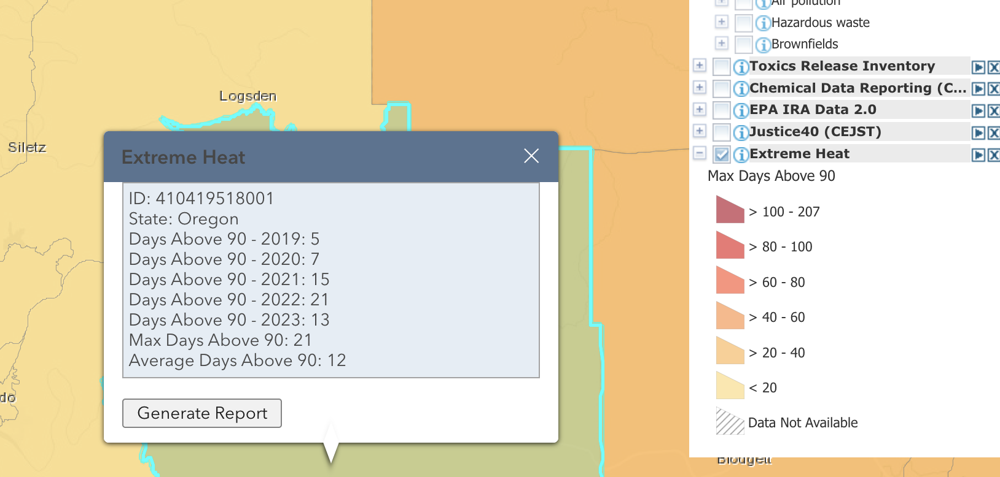 Air pollution
Hazardous waste
Brownfields
Toxics Release Inventory
Chemical Data Reporting (C...
EPA IRA Data 2.0
Justice40 (CEJST)
Extreme Heat
Max Days Above 90
> 100 - 207
> 80 - 100
> 60 - 80
> 40 - 60
> 20 - 40
< 20
Data Not Available
Logsden
Siletz
Extreme Heat
ID: 410419518001
State: Oregon
Days Above 90 - 2019: 5
Days Above 90 - 2020: 7
Days Above 90 - 2021: 15
Days Above 90 - 2022: 21
Days Above 90 - 2023: 13
Max Days Above 90: 21
Average Days Above 90: 12
Generate Report
do
Blodgett